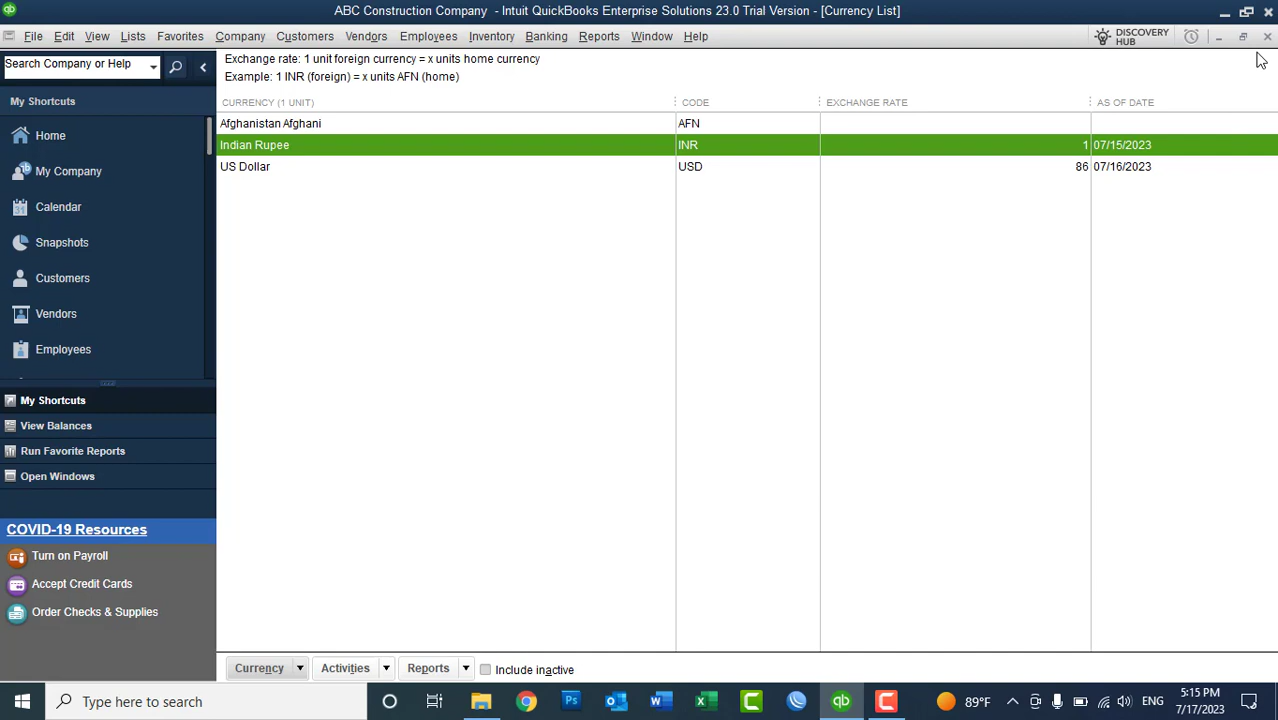 ABC Construction Company - Intuit QuickBooks Enterprise Solutions 23.0 Trial Version - [Currency List]
File Edit View Lists Favorites Company Customers Vendors Employees Inventory Banking Reports Window Help
DISCOVERY HUB
Search Company or Help
My Shortcuts
Home
My Company
Calendar
Snapshots
Customers
Vendors
Employees
My Shortcuts
View Balances
Run Favorite Reports
Open Windows
COVID-19 Resources
Turn on Payroll
Accept Credit Cards
Order Checks & Supplies
Exchange rate: 1 unit foreign currency = x units home currency
Example: 1 INR (foreign) = x units AFN (home)
CURRENCY (1 UNIT) CODE EXCHANGE RATE AS OF DATE
Afghanistan Afghani AFN
Indian Rupee INR 1 07/15/2023
US Dollar USD 86 07/16/2023
Currency Activities Reports Include inactive
Type here to search
89°F
ENG
5:15 PM
7/17/2023